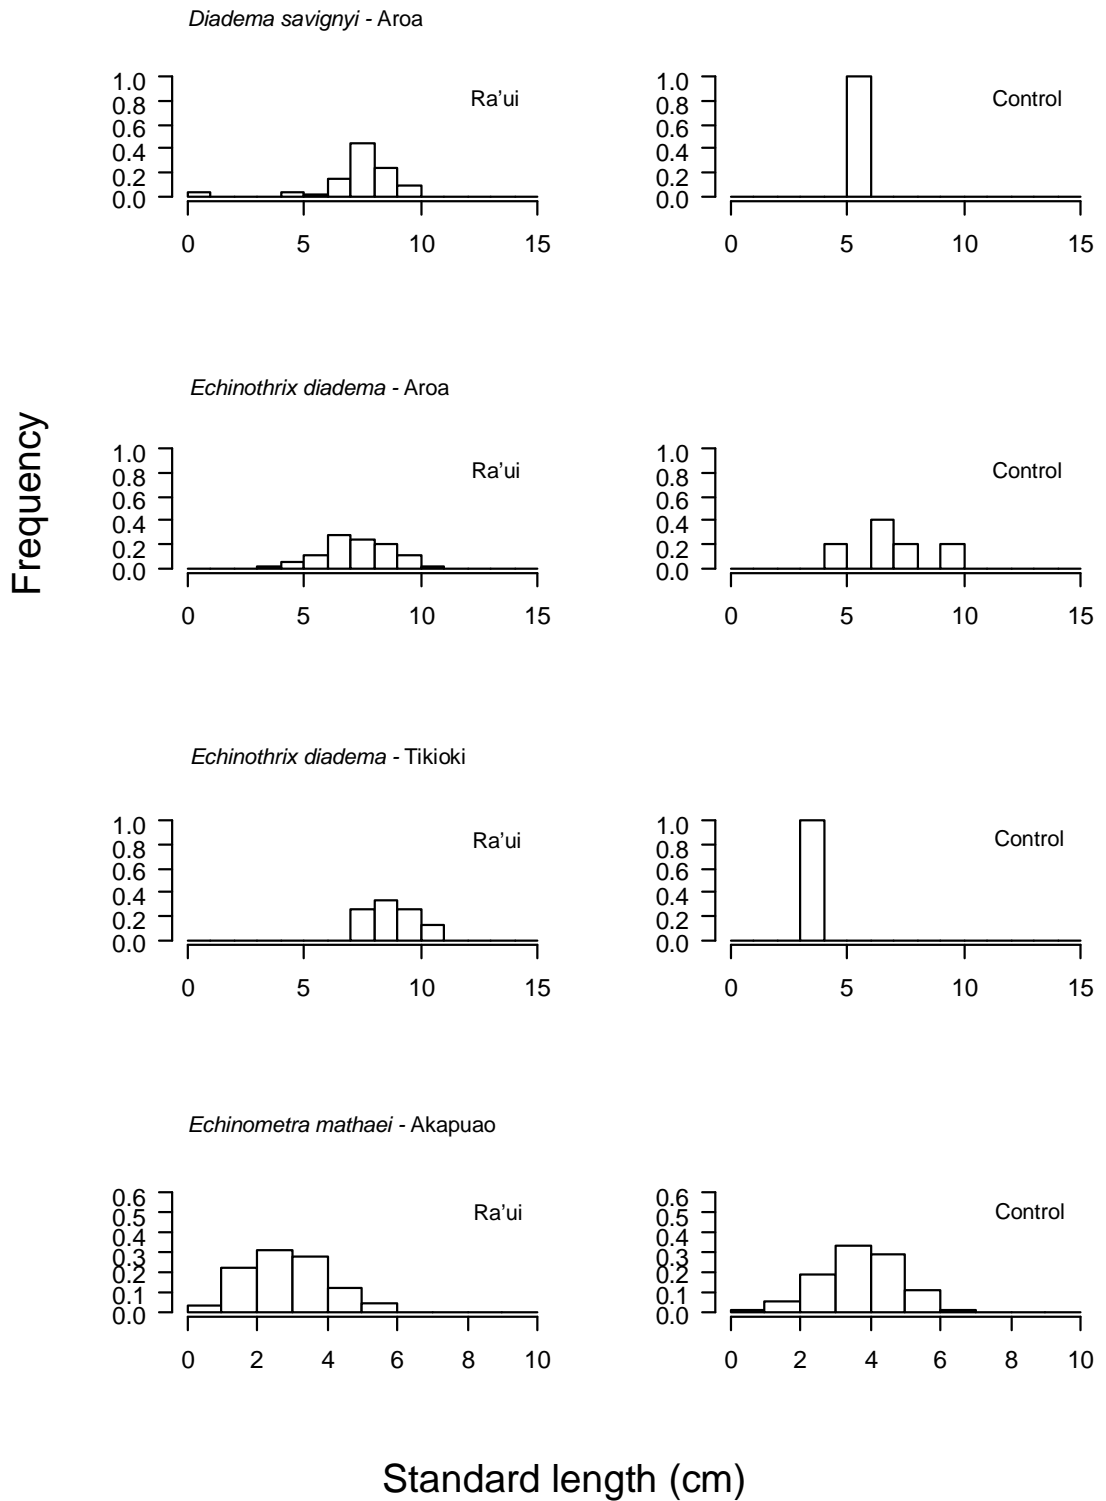 Diadema savignyi - Aroa
Ra’ui
1.0
0.8
0.6
0.4
0.2
0.0
0 5 10 15
Control
1.0
0.8
0.6
0.4
0.2
0.0
0 5 10 15
Echinothrix diadema - Aroa
Ra’ui
1.0
0.8
0.6
0.4
0.2
0.0
0 5 10 15
Control
1.0
0.8
0.6
0.4
0.2
0.0
0 5 10 15
Frequency
Echinothrix diadema - Tikioki
Ra’ui
1.0
0.8
0.6
0.4
0.2
0.0
0 5 10 15
Control
1.0
0.8
0.6
0.4
0.2
0.0
0 5 10 15
Echinometra mathaei - Akapuao
Ra’ui
0.6
0.5
0.4
0.3
0.2
0.1
0.0
0 2 4 6 8 10
Control
0.6
0.5
0.4
0.3
0.2
0.1
0.0
0 2 4 6 8 10
Standard length (cm)